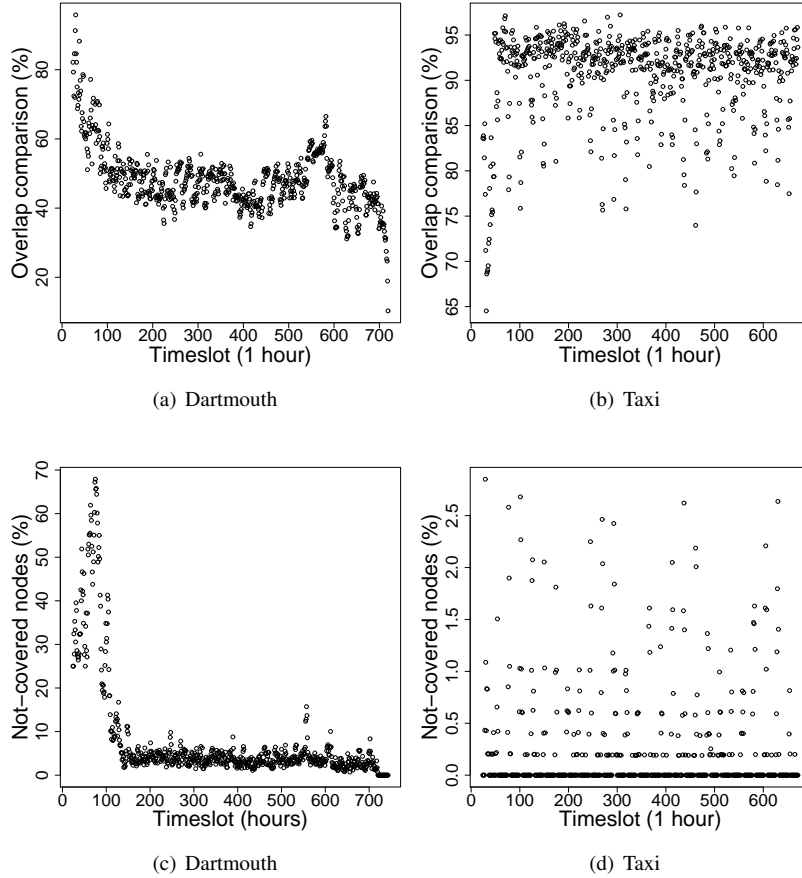 Overlap comparison (%)
20 40 60 80
0 100 200 300 400 500 600 700
Timeslot (1 hour)
(a) Dartmouth
Overlap comparison (%)
65 70 75 80 85 90 95
0 100 200 300 400 500 600
Timeslot (1 hour)
(b) Taxi
Not−covered nodes (%)
0 10 20 30 40 50 60 70
0 100 200 300 400 500 600 700
Timeslot (hours)
(c) Dartmouth
Not−covered nodes (%)
0.0 0.5 1.0 1.5 2.0 2.5
0 100 200 300 400 500 600
Timeslot (1 hour)
(d) Taxi